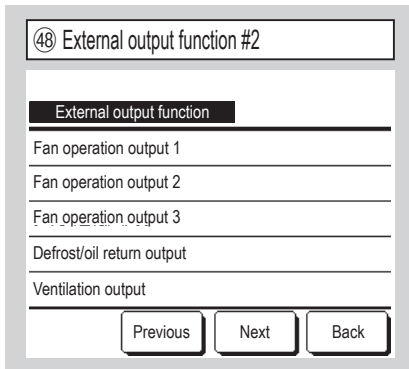 ㊽ External output function #2
External output function
Fan operation output 1
Fan operation output 2
Fan operation output 3
Defrost/oil return output
Ventilation output
Previous Next Back